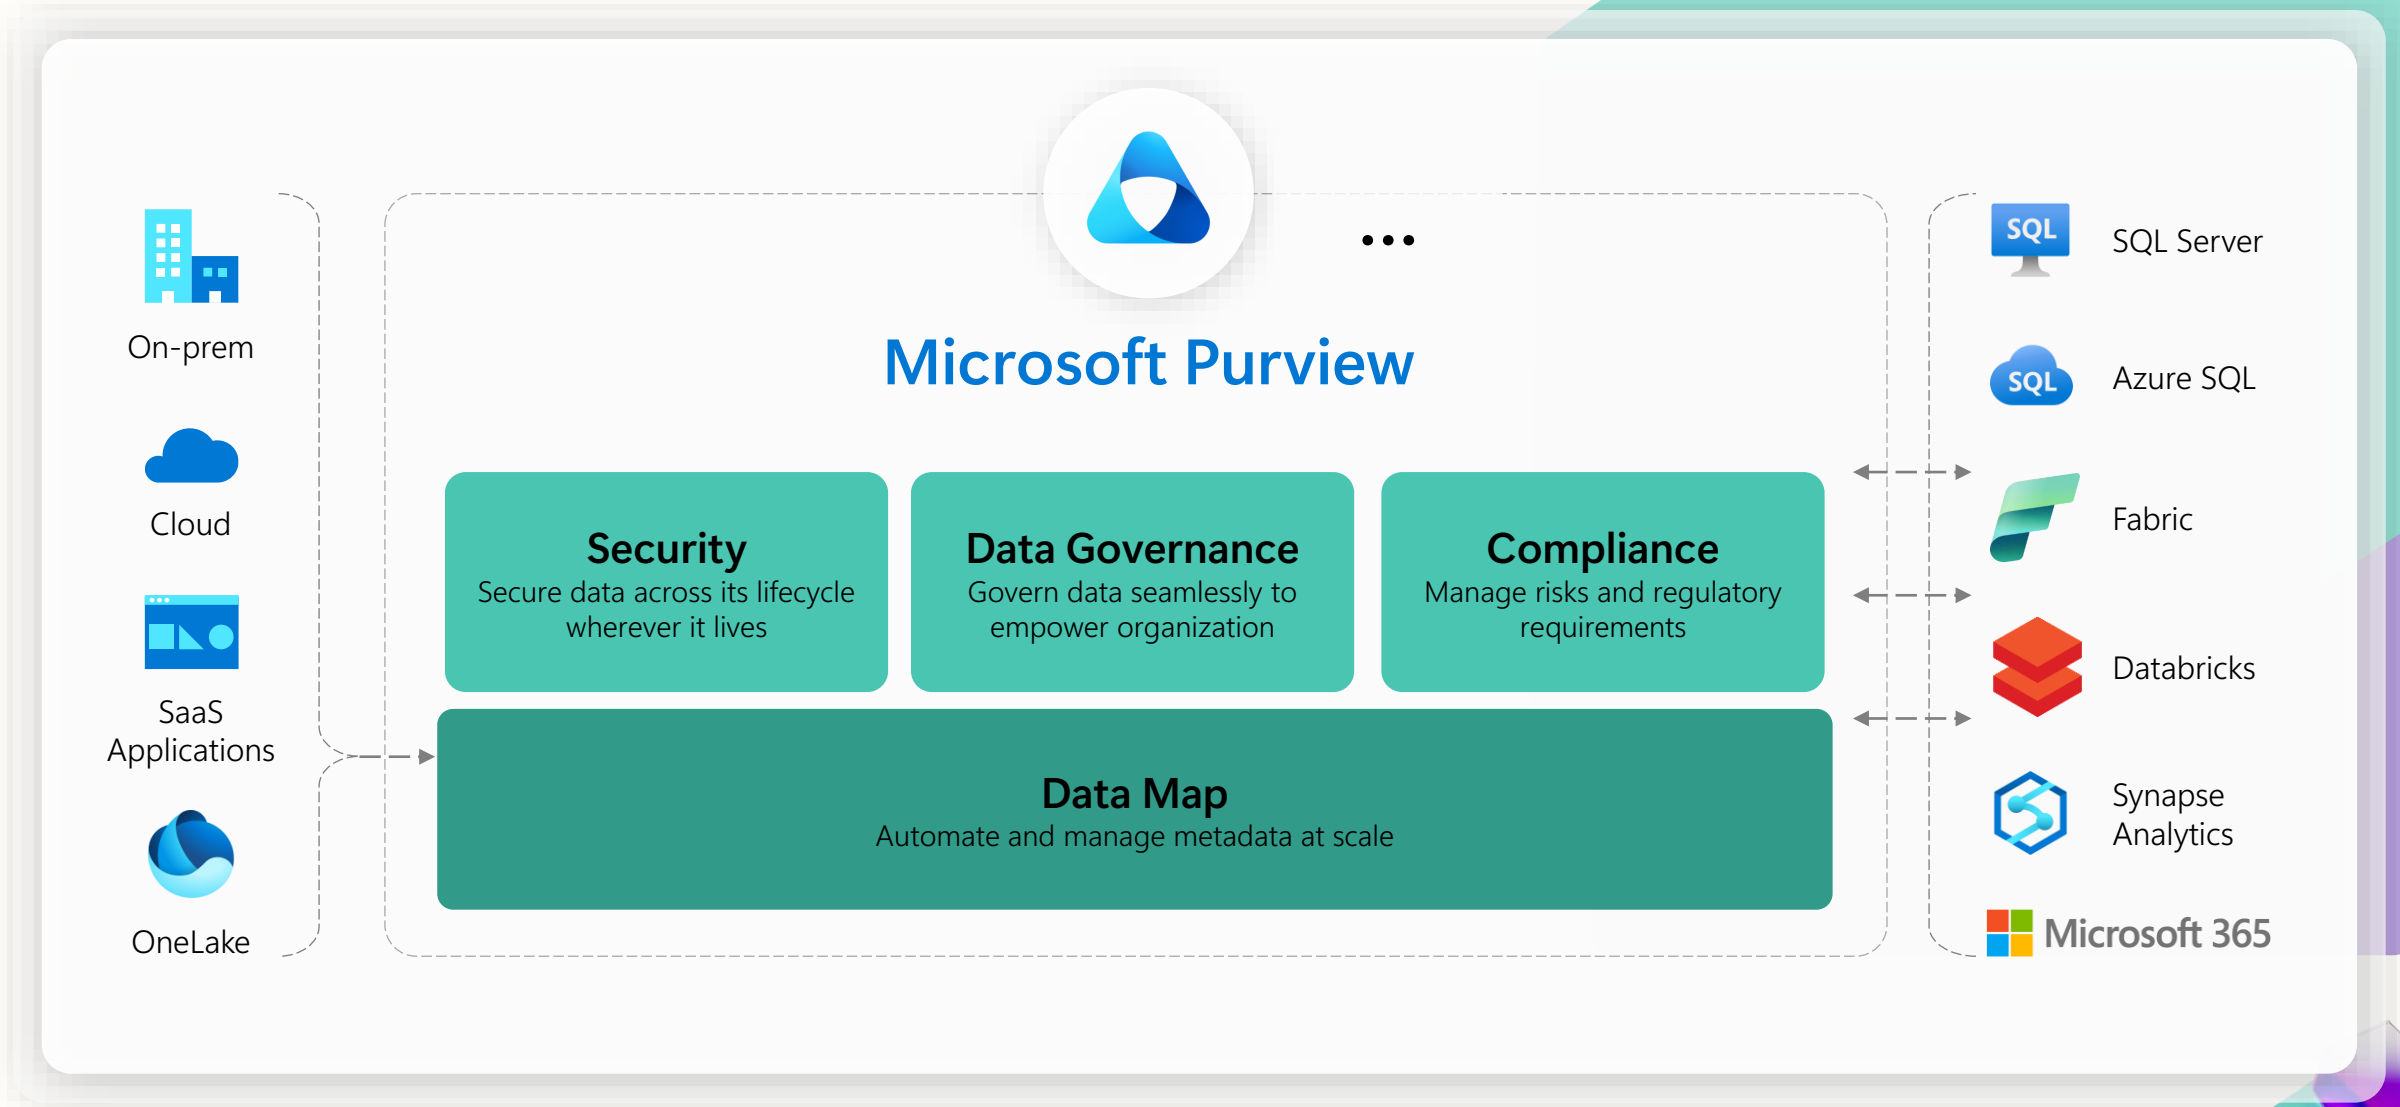 On-prem
Cloud
SaaS
Applications
OneLake
...
Microsoft Purview
Security
Secure data across its lifecycle
wherever it lives
Data Governance
Govern data seamlessly to
empower organization
Compliance
Manage risks and regulatory
requirements
Data Map
Automate and manage metadata at scale
SQL
SQL Server
SQL
Azure SQL
Fabric
Databricks
Synapse
Analytics
Microsoft 365